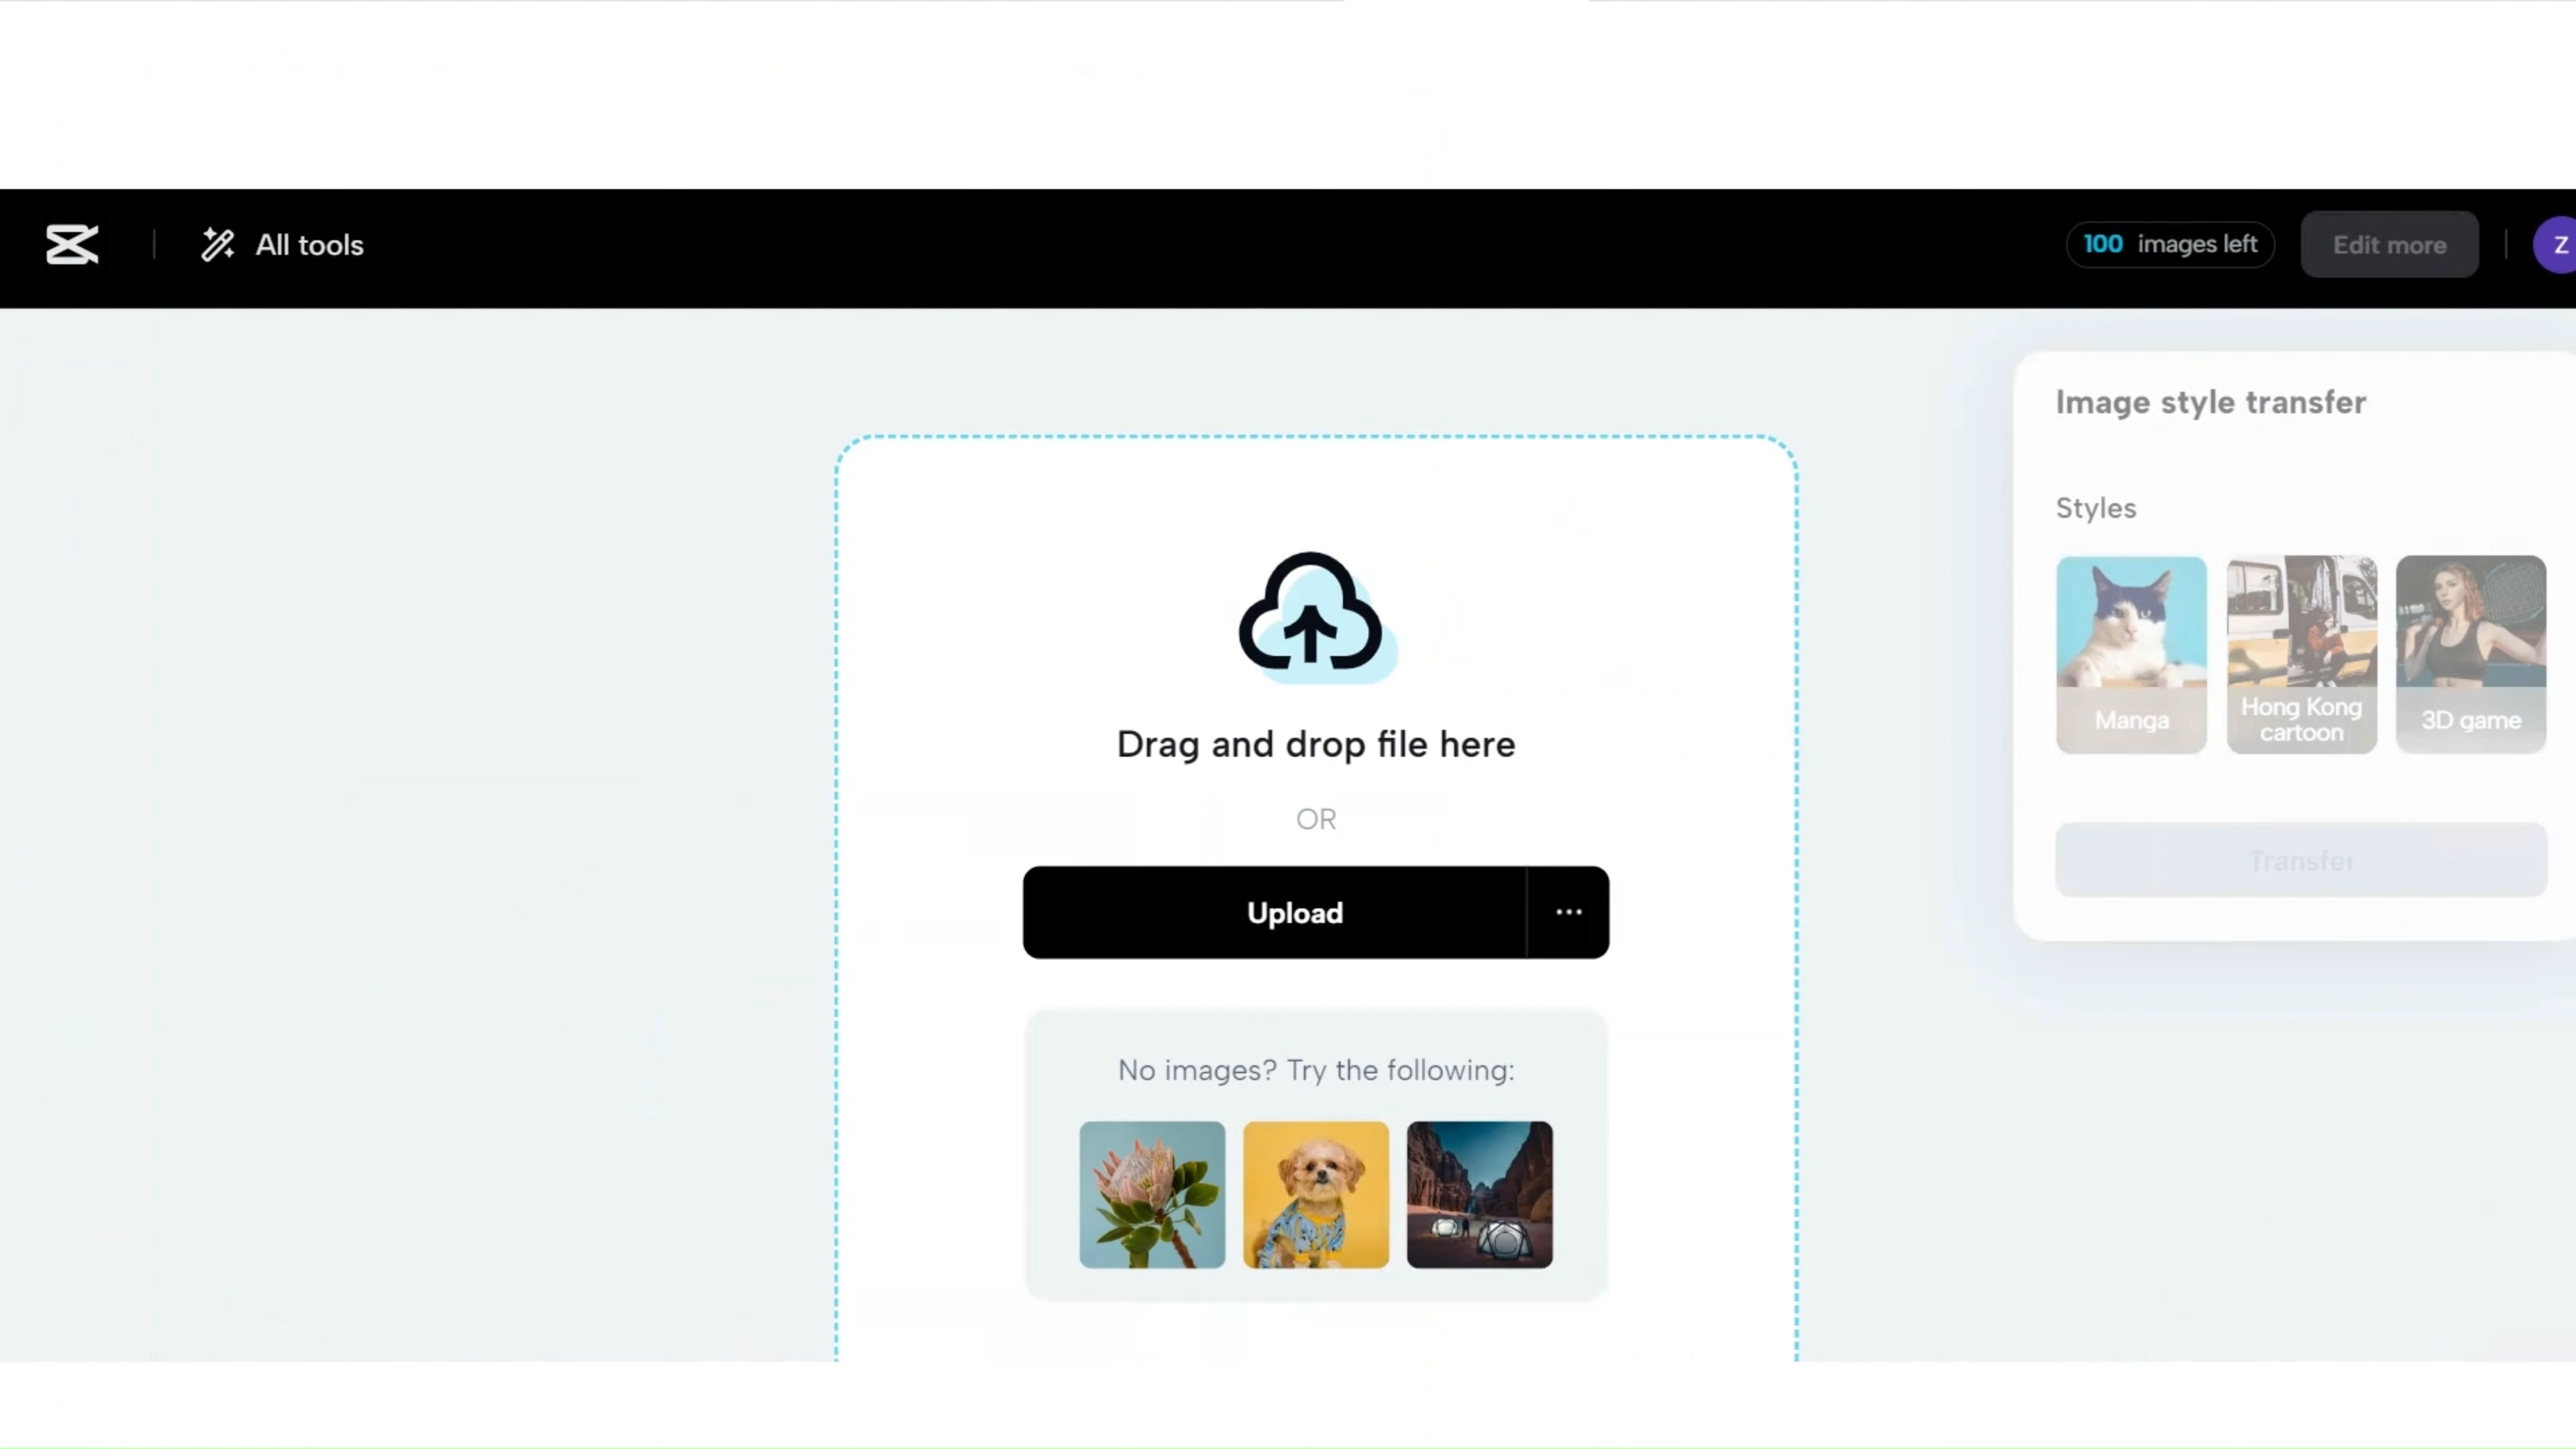 All tools
100 images left
Edit more
Z
Image style transfer
Styles
Manga
Hong Kong
cartoon
3D game
Transfer
Drag and drop file here
OR
Upload
No images? Try the following: